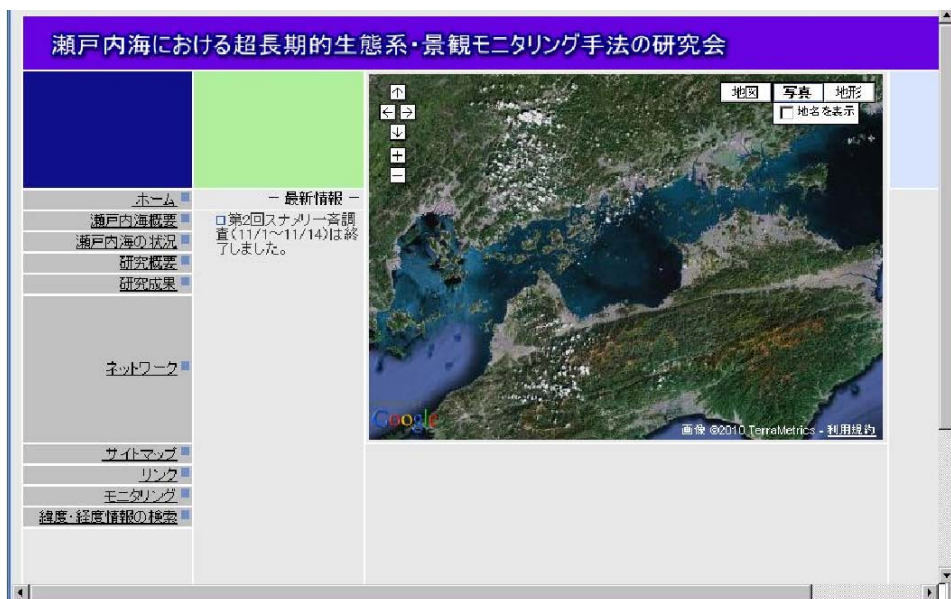 瀬戸内海における超長期的生態系・景観モニタリング手法の研究会
地図 写真 地形
地名を表示
ホーム
瀬戸内海概要
瀬戸内海の状況
研究概要
研究成果
ネットワーク
サイトマップ
リンク
モニタリング
緯度・経度情報の検索
－ 最新情報 －
第2回スナメリ一斉調
査(11/1～11/14)は終
了しました。
Google
画像 ©2010 TerraMetrics - 利用規約